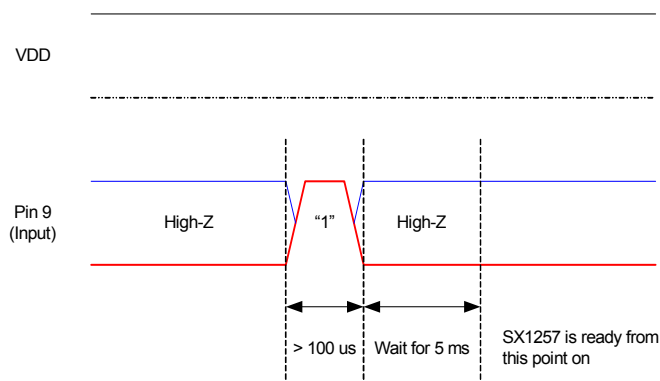 VDD
Pin 9
(Input)
High-Z
“1”
High-Z
> 100 us
Wait for 5 ms
SX1257 is ready from
this point on